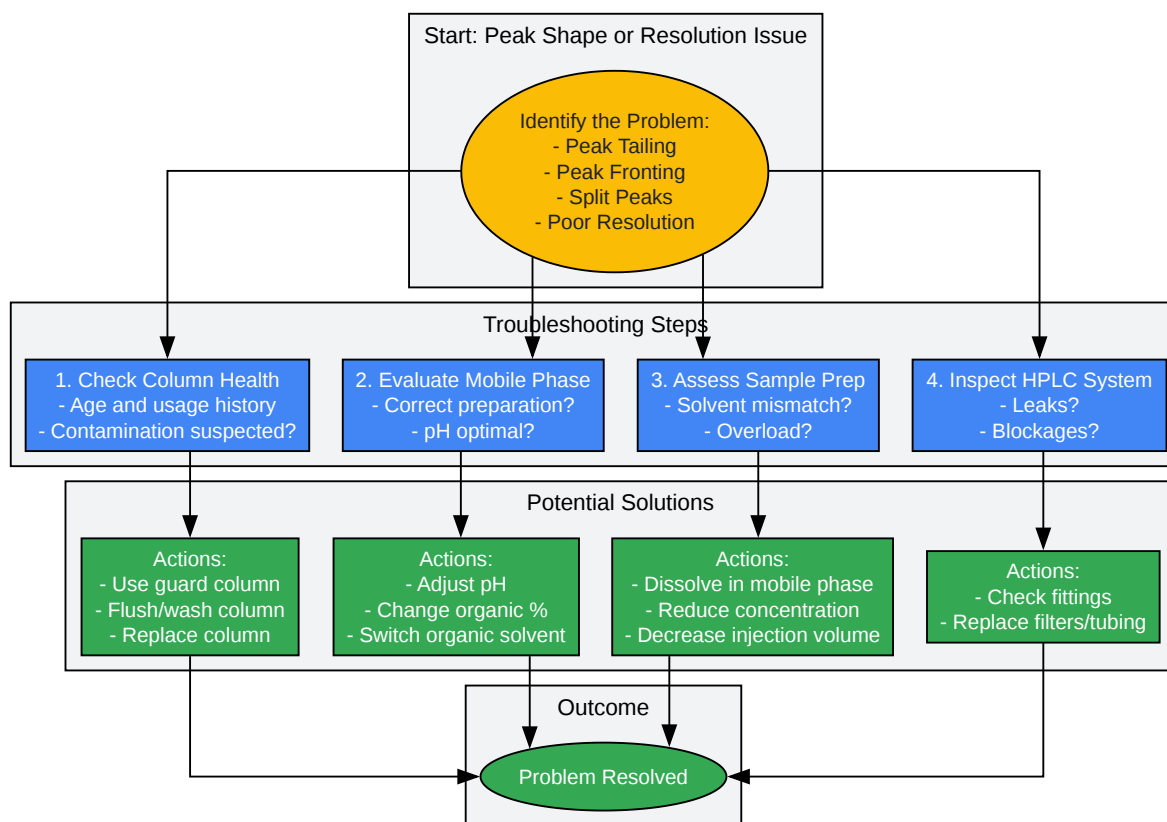 Start: Peak Shape or Resolution Issue
Identify the Problem:
- Peak Tailing
- Peak Fronting
- Split Peaks
- Poor Resolution
Troubleshooting Steps
1. Check Column Health
- Age and usage history
- Contamination suspected?
2. Evaluate Mobile Phase
- Correct preparation?
- pH optimal?
3. Assess Sample Prep
- Solvent mismatch?
- Overload?
4. Inspect HPLC System
- Leaks?
- Blockages?
Potential Solutions
Actions:
- Use guard column
- Flush/wash column
- Replace column
Actions:
- Adjust pH
- Change organic %
- Switch organic solvent
Actions:
- Dissolve in mobile phase
- Reduce concentration
- Decrease injection volume
Actions:
- Check fittings
- Replace filters/tubing
Outcome
Problem Resolved